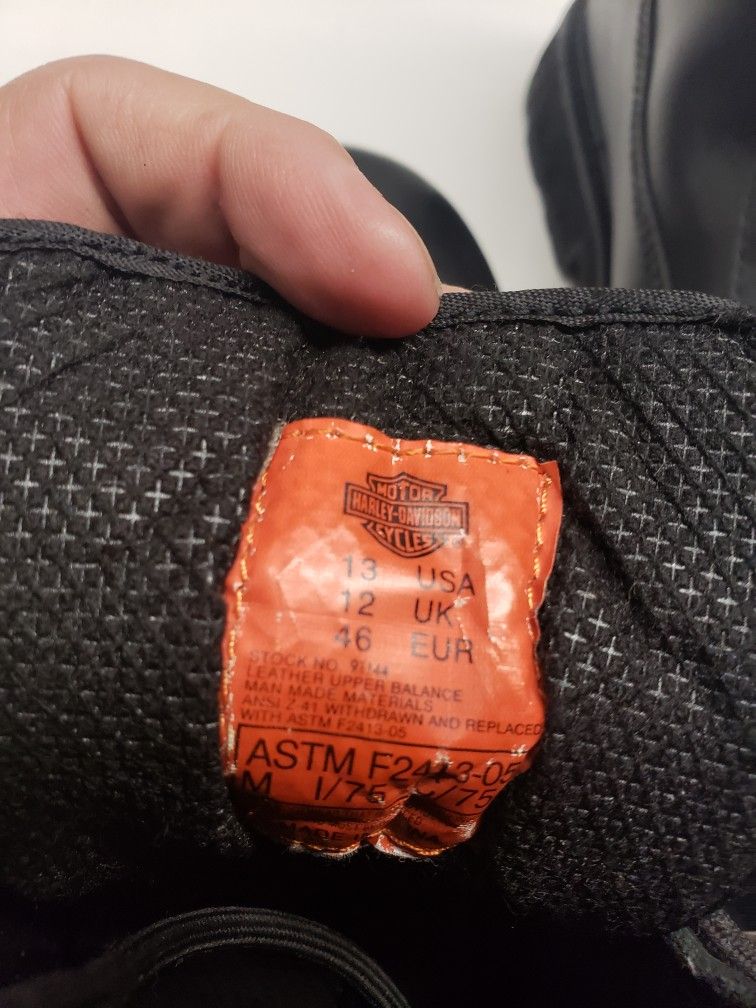 MOTOR
HARLEY-DAVIDSON
CYCLES
13 USA
12 UK
46 EUR
STOCK NO.
LEATHER UPPER BALANCE
MAN MADE MATERIALS
ANSI Z 41 WITHDRAWN AND REPLACED
WITH ASTM F2413-05
ASTM F2413-05
M I/75 C/75
MADE